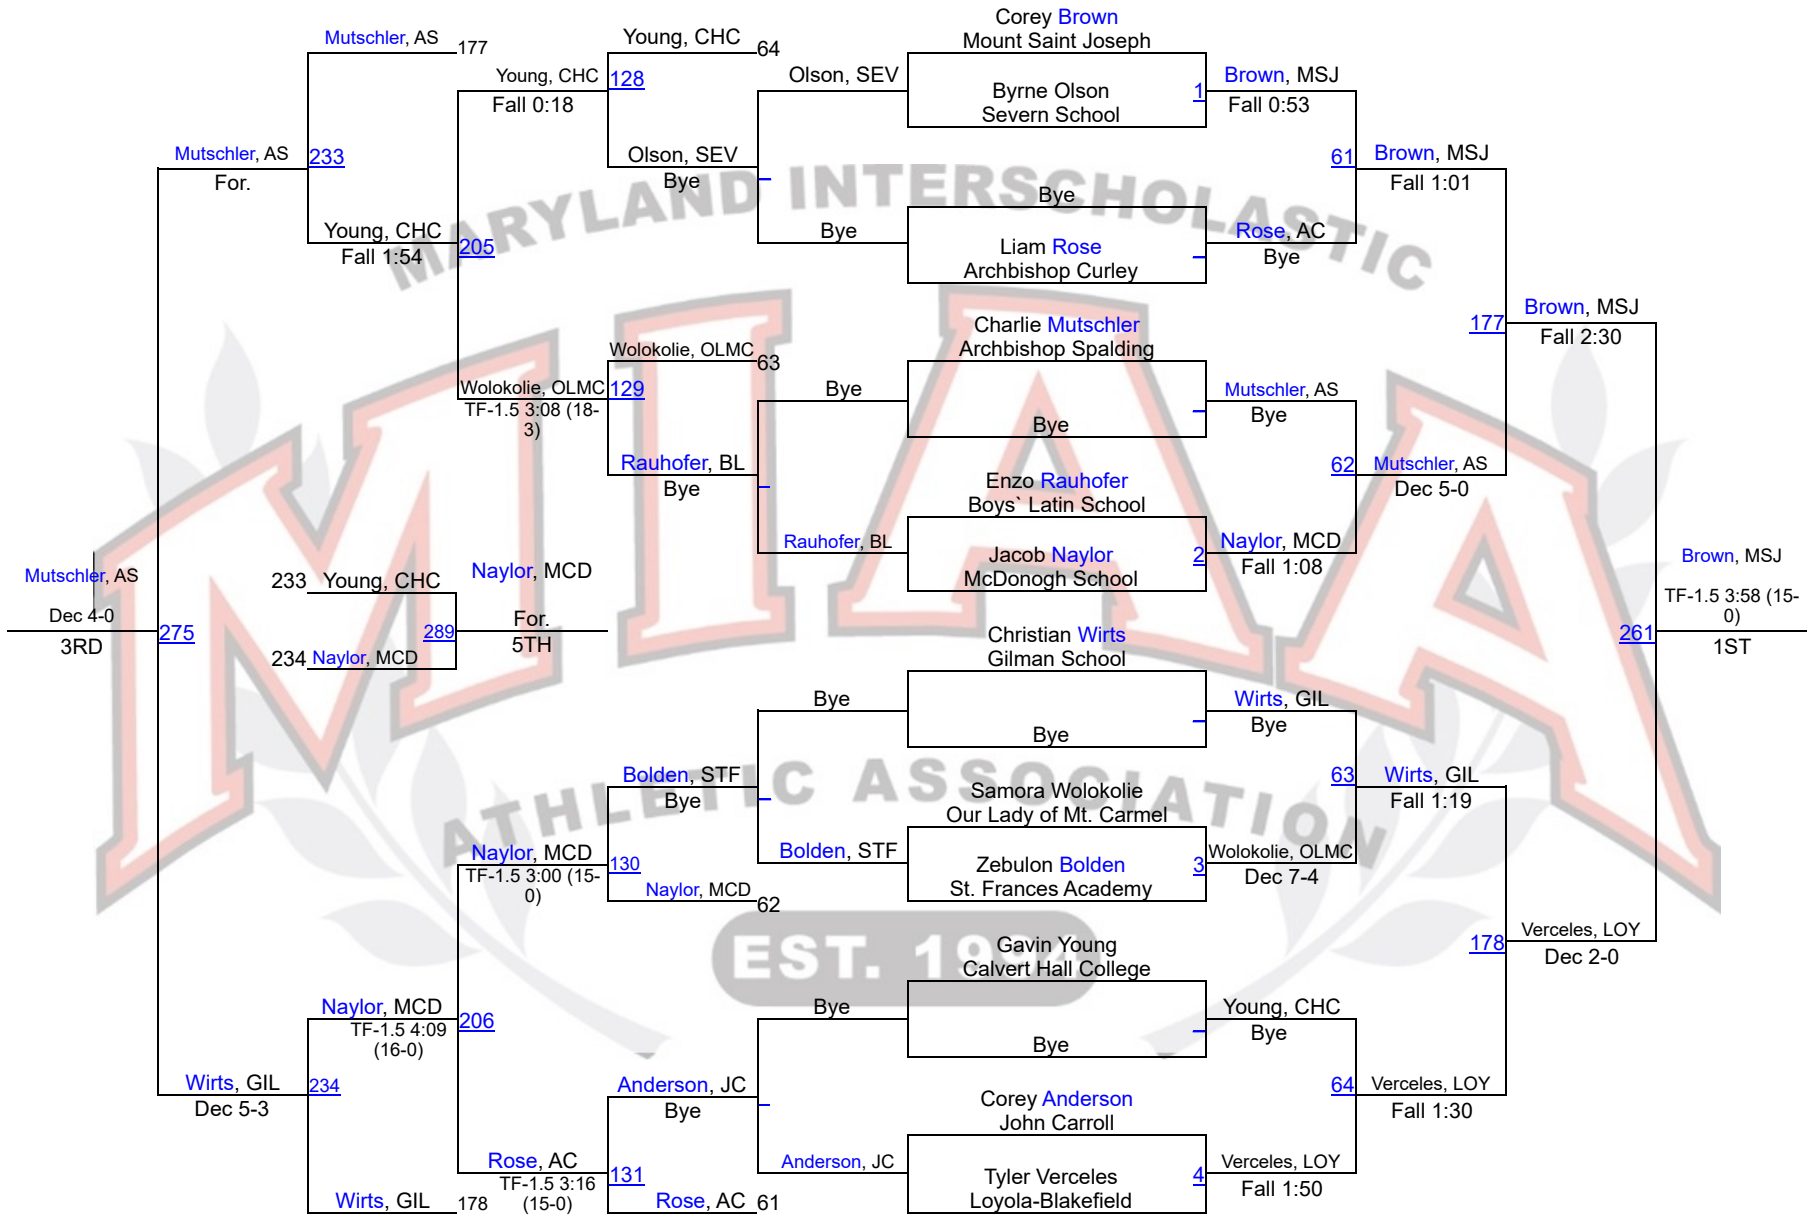 Corey Brown
Mount Saint Joseph
Mutschler, AS
177
Young, CHC
64
Young, CHC
128
Fall 0:18
Olson, SEV
Byrne Olson
Severn School
1
Brown, MSJ
Fall 0:53
Mutschler, AS
233
For.
Olson, SEV
Bye
61
Brown, MSJ
Fall 1:01
MARYLAND INTERSCHOLASTIC
Young, CHC
205
Fall 1:54
Bye
Bye
Liam Rose
Archbishop Curley
Rose, AC
Bye
Brown, MSJ
177
Fall 2:30
Charlie Mutschler
Archbishop Spalding
Wolokolie, OLMC
63
Wolokolie, OLMC
129
TF-1.5 3:08 (18-
3)
Bye
Bye
Mutschler, AS
Bye
Rauhofer, BL
Bye
62
Mutschler, AS
Dec 5-0
Enzo Rauhofer
Boys` Latin School
Rauhofer, BL
Jacob Naylor
McDonogh School
2
Naylor, MCD
Fall 1:08
MIAA
Mutschler, AS
Dec 4-0
275
3RD
233
Young, CHC
Naylor, MCD
289
For.
5TH
234
Naylor, MCD
Brown, MSJ
TF-1.5 3:58 (15-
0)
261
1ST
Christian Wirts
Gilman School
Bye
Bye
Wirts, GIL
Bye
Bolden, STF
Bye
63
Wirts, GIL
Fall 1:19
ATHLETIC ASSOCIATION
Samora Wolokolie
Our Lady of Mt. Carmel
Bolden, STF
Zebulon Bolden
St. Frances Academy
3
Wolokolie, OLMC
Dec 7-4
Naylor, MCD
130
TF-1.5 3:00 (15-
0)
Naylor, MCD
62
Verceles, LOY
178
Dec 2-0
EST.
Gavin Young
Calvert Hall College
Bye
Bye
Young, CHC
Bye
Naylor, MCD
206
TF-1.5 4:09
(16-0)
Wirts, GIL
234
Dec 5-3
Anderson, JC
Bye
64
Verceles, LOY
Fall 1:30
Corey Anderson
John Carroll
Anderson, JC
Tyler Verceles
Loyola-Blakefield
4
Verceles, LOY
Fall 1:50
Rose, AC
131
TF-1.5 3:16
(15-0)
Wirts, GIL
178
Rose, AC
61